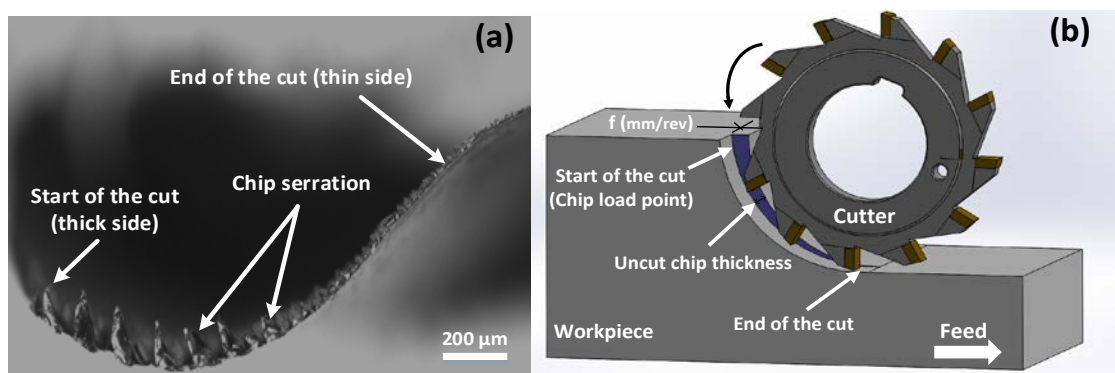 (a)
End of the cut (thin side)
Start of the cut
(thick side)
Chip serration
200 µm
(b)
f (mm/rev)
Start of the cut
(Chip load point)
Cutter
Uncut chip thickness
End of the cut
Workpiece
Feed